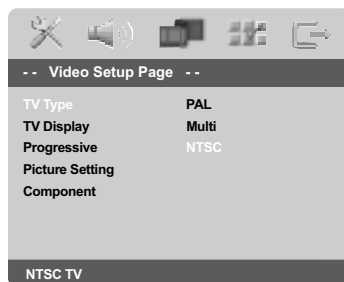 - - Video Setup Page - -
TV Type PAL
TV Display Multi
Progressive NTSC
Picture Setting
Component
NTSC TV